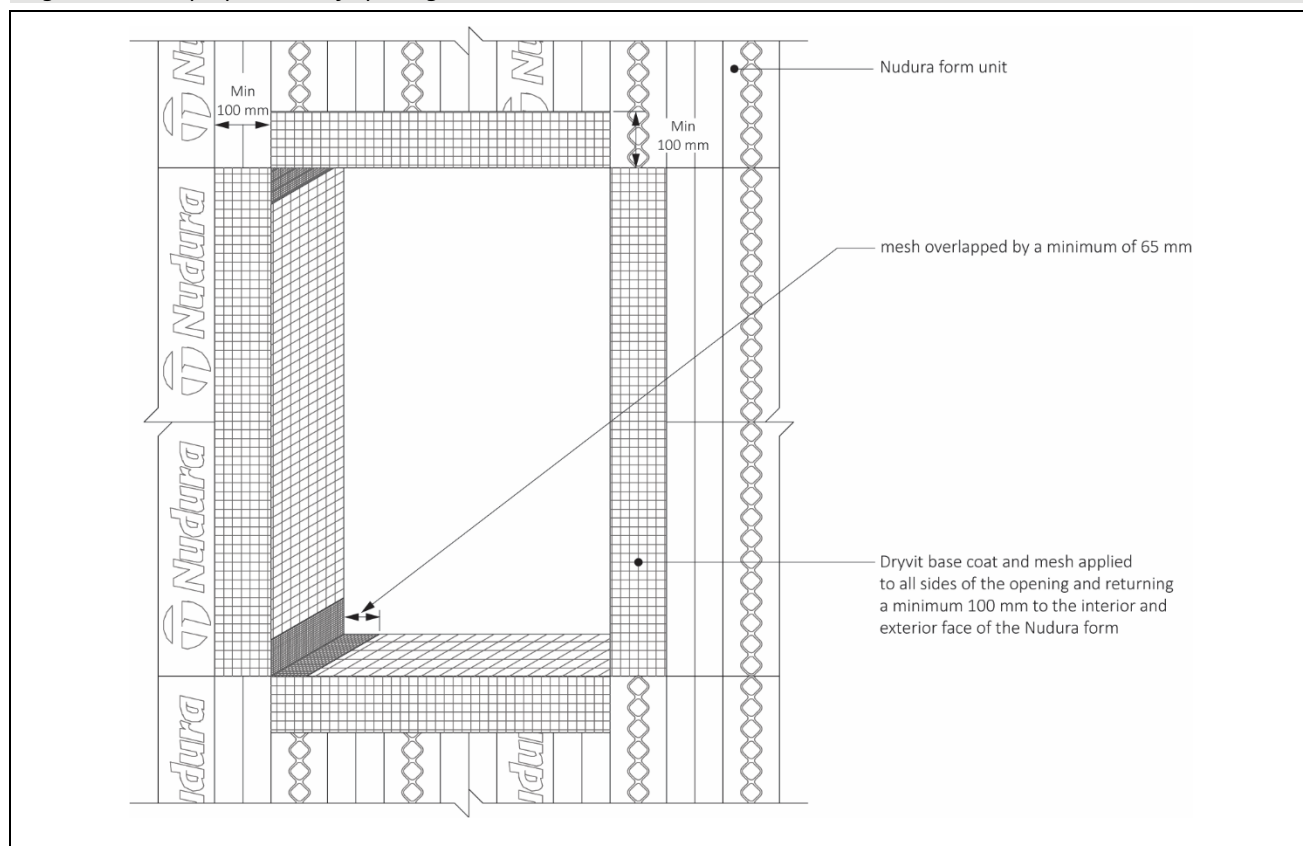 Nu
Min
100 mm
Nudura form unit
Min
100 mm
Nudura
mesh overlapped by a minimum of 65 mm
Nudura
Dryvit base coat and mesh applied
to all sides of the opening and returning
a minimum 100 mm to the interior and
exterior face of the Nudura form
udura